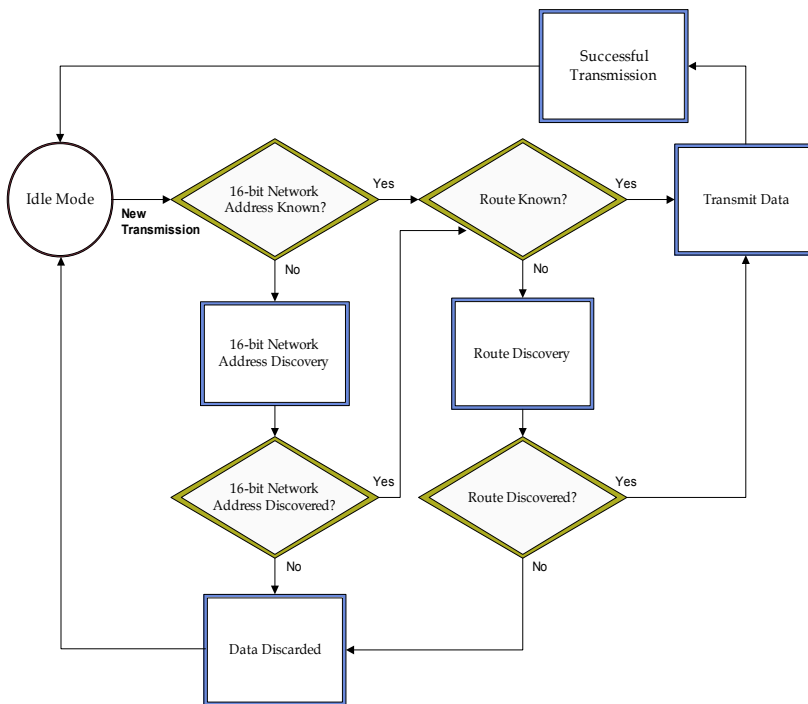 Successful
Transmission
Idle Mode
New
Transmission
16-bit Network
Address Known?
Yes
Route Known?
Yes
Transmit Data
No
No
16-bit Network
Address Discovery
Route Discovery
16-bit Network
Address Discovered?
Yes
Route Discovered?
Yes
No
No
Data Discarded